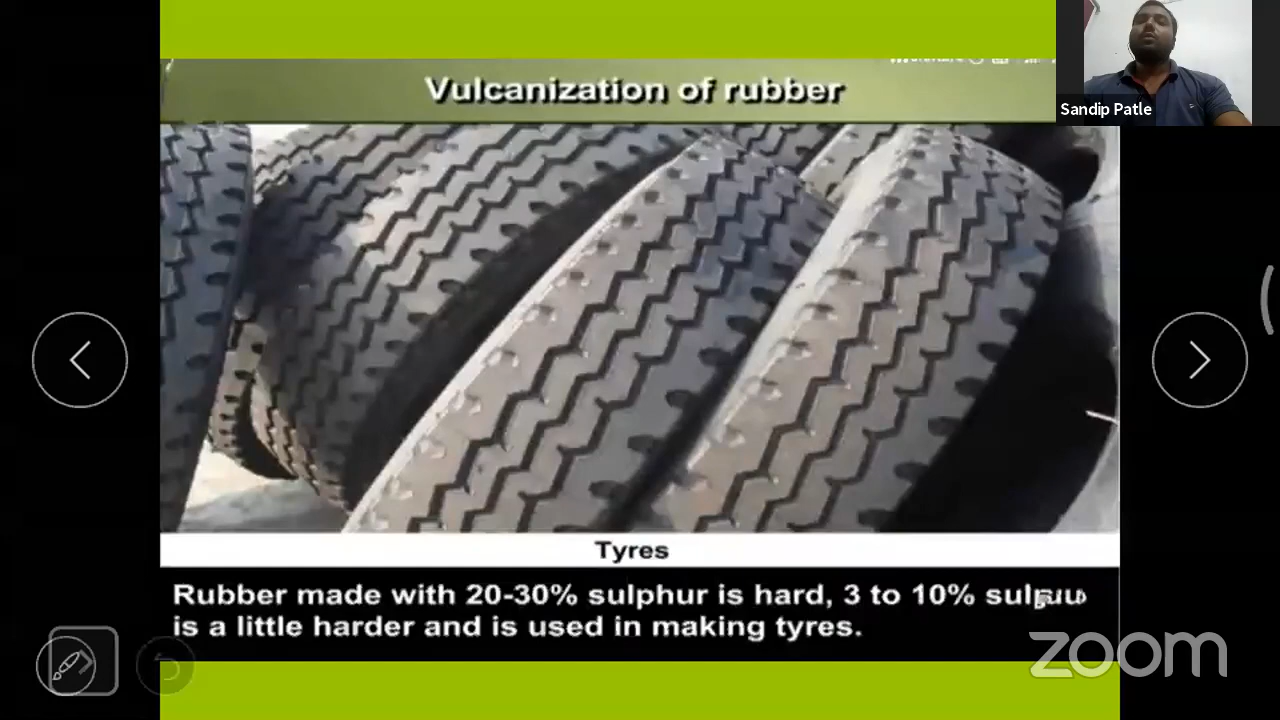 Vulcanization of rubber
Sandip Patle
Tyres
Rubber made with 20-30% sulphur is hard, 3 to 10%
is a little harder and is used in making tyres.
zoom